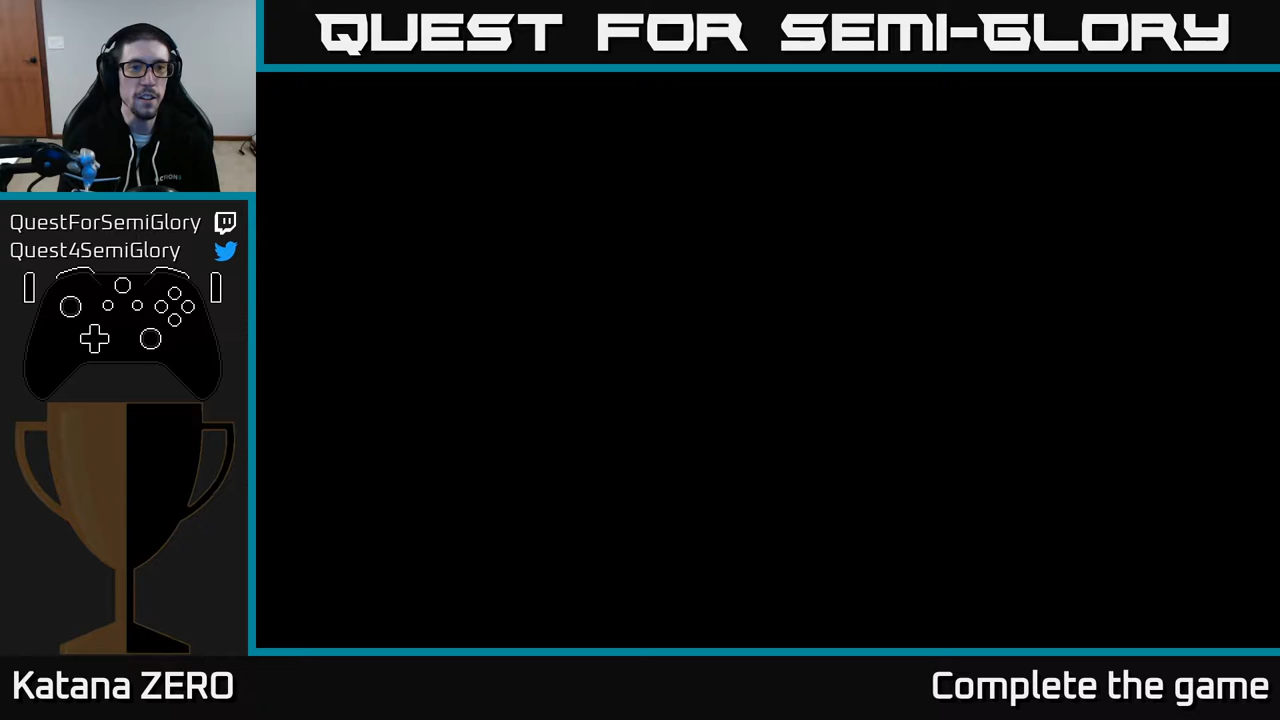 QUEST FOR SEMI-GLORY
QuestForSemiGlory
Quest4SemiGlory
Katana ZERO
Complete the game